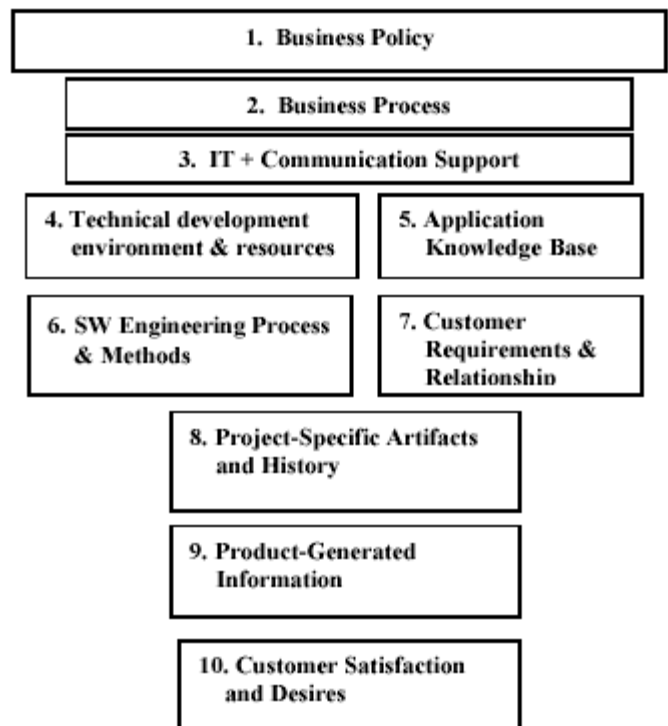 1. Business Policy
2. Business Process
3. IT + Communication Support
4. Technical development
environment & resources
5. Application
Knowledge Base
6. SW Engineering Process
& Methods
7. Customer
Requirements &
Relationship
8. Project-Specific Artifacts
and History
9. Product-Generated
Information
10. Customer Satisfaction
and Desires